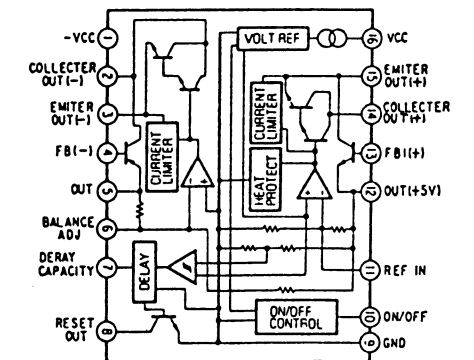 -VCC
1
COLLECTER
OUT(-)
2
EMITER
OUT(-)
3
FB(-)
4
OUT
5
BALANCE
ADJ
6
DERAY
CAPACITY
7
RESET
OUT
8
VOLT REF
CURRENT
LIMITER
CURRENT
LIMITER
HEAT
PROTECT
DELAY
ON/OFF
CONTROL
16
VCC
15
EMITER
OUT(+)
14
COLLECTER
OUT(+)
13
FB1(+)
12
OUT(+5V)
11
REF IN
10
ON/OFF
9
GND